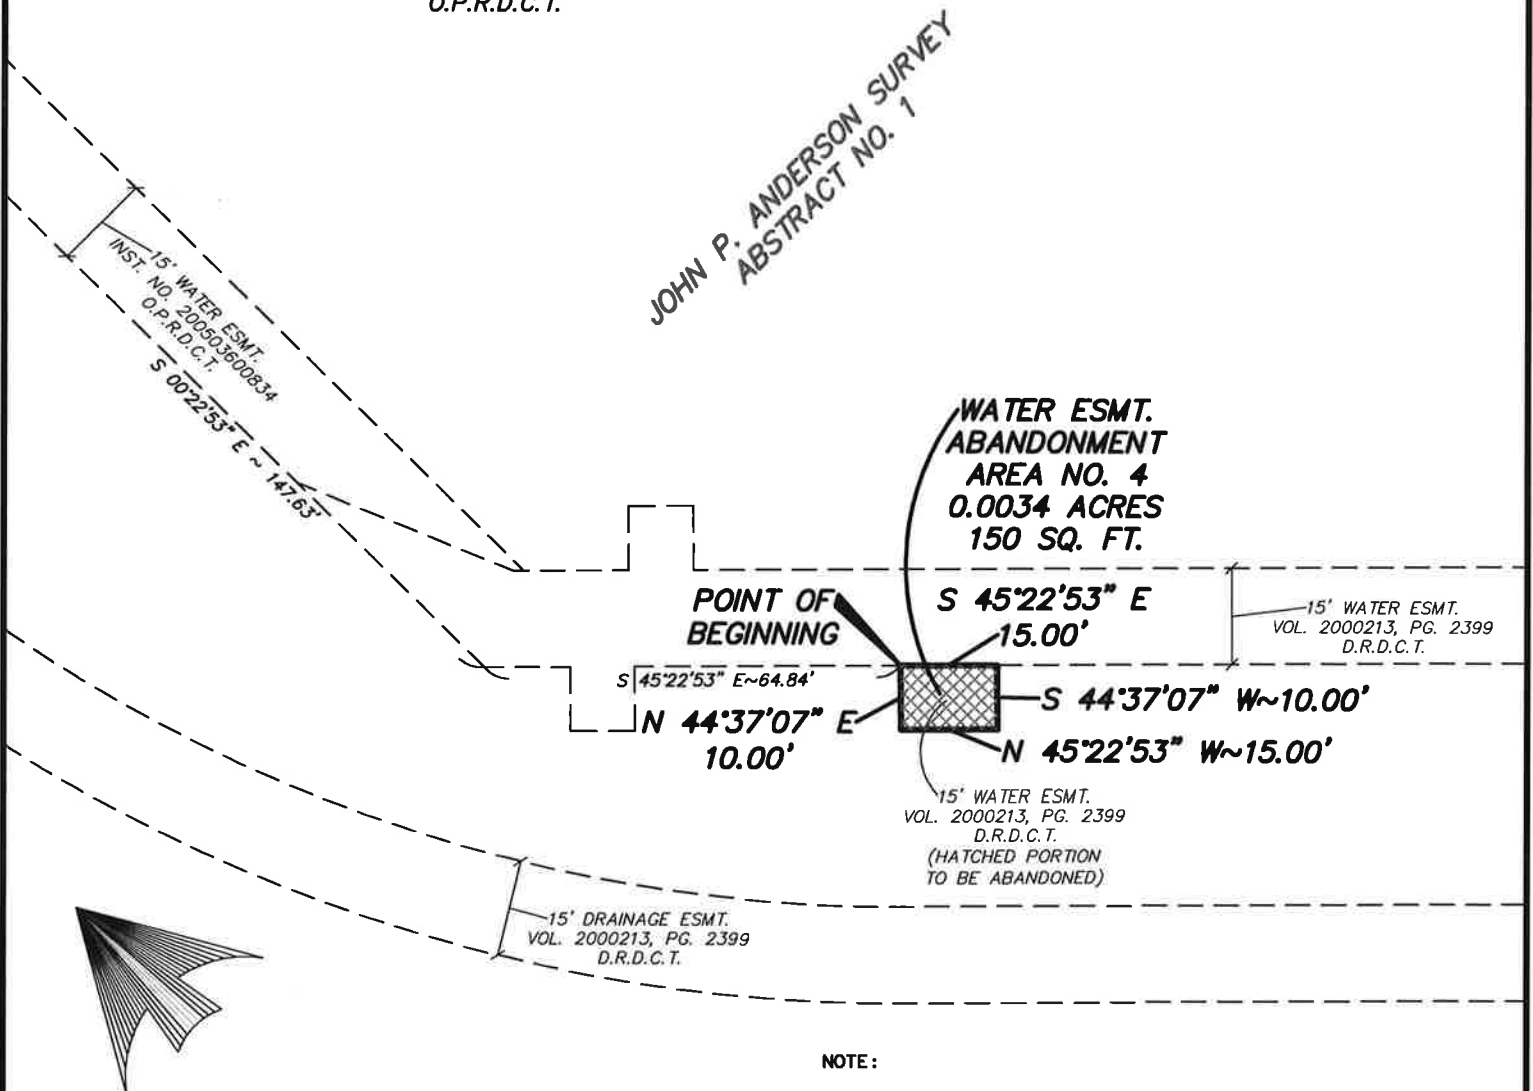 O.P.R.D.C.T.
JOHN P. ANDERSON SURVEY
ABSTRACT NO. 1
15' WATER ESMT.
INST. NO. 200503600834
O.P.R.D.C.T.
S 00°22'53" E ~ 147.63'
WATER ESMT.
ABANDONMENT
AREA NO. 4
0.0034 ACRES
150 SQ. FT.
POINT OF
BEGINNING
S 45°22'53" E
15.00'
15' WATER ESMT.
VOL. 2000213, PG. 2399
D.R.D.C.T.
S 45°22'53" E~64.84'
N 44°37'07" E
10.00'
S 44°37'07" W~10.00'
N 45°22'53" W~15.00'
15' WATER ESMT.
VOL. 2000213, PG. 2399
D.R.D.C.T.
(HATCHED PORTION
TO BE ABANDONED)
15' DRAINAGE ESMT.
VOL. 2000213, PG. 2399
D.R.D.C.T.
NOTE: